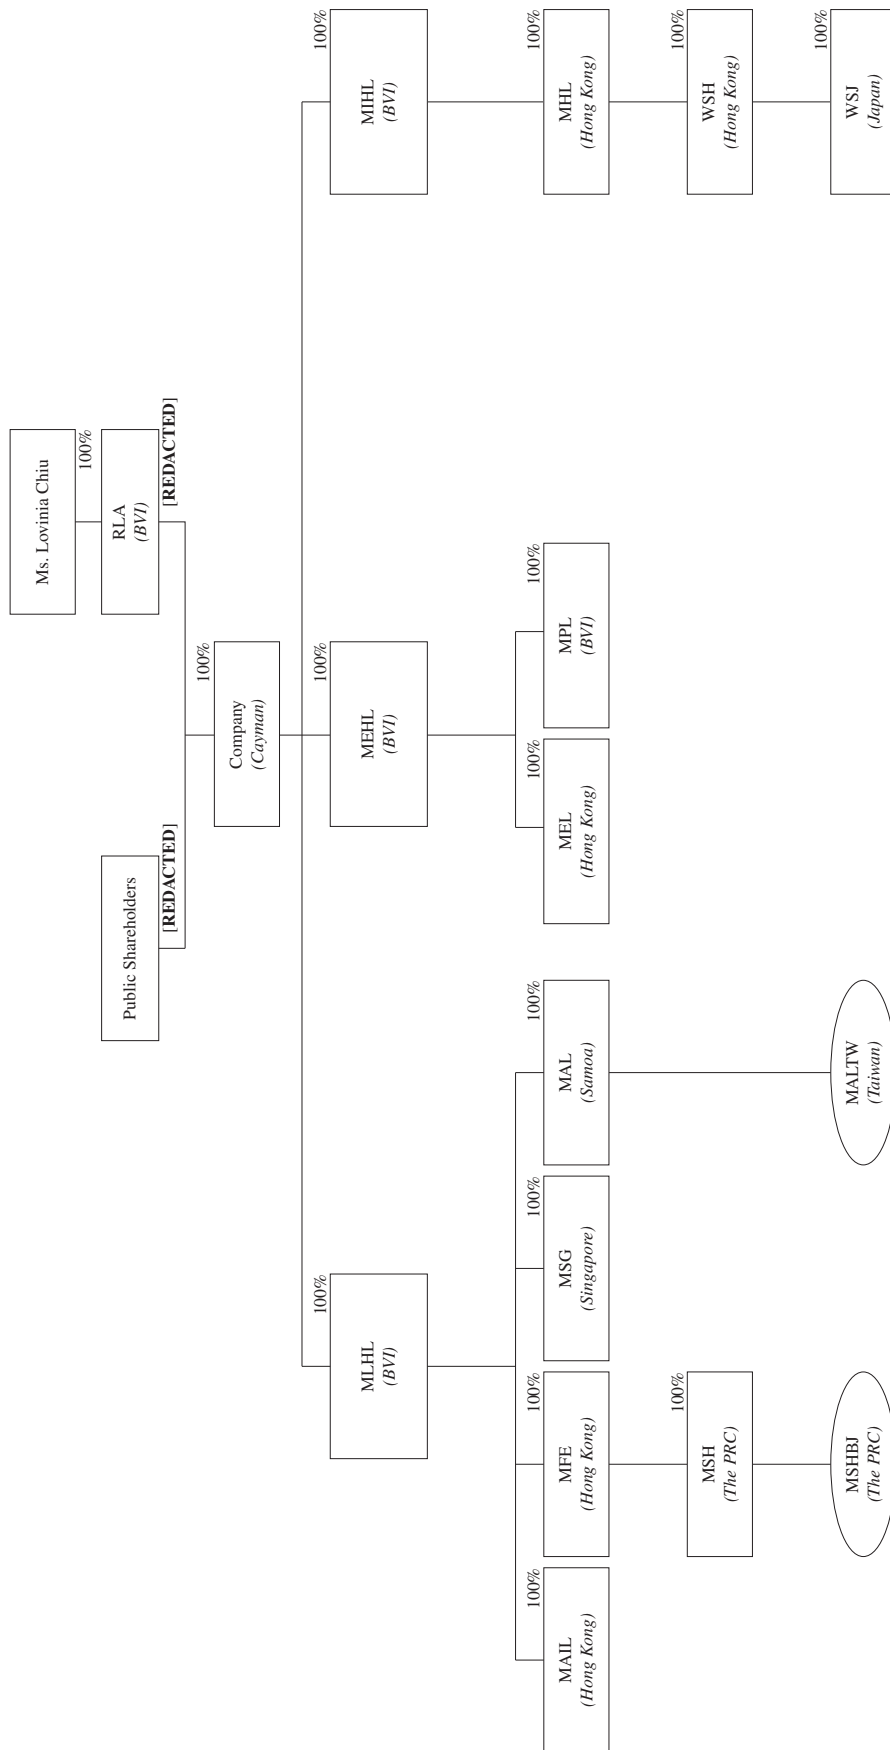 Ms. Lovinia Chiu
100%
RLA
(BVI)
[REDACTED]
Public Shareholders
[REDACTED]
100%
Company
(Cayman)
100%
MLHL
(BVI)
100%
MEHL
(BVI)
100%
MIHL
(BVI)
100%
MAIL
(Hong Kong)
100%
MFE
(Hong Kong)
100%
MSG
(Singapore)
100%
MAL
(Samoa)
100%
MEL
(Hong Kong)
100%
MPL
(BVI)
100%
MHL
(Hong Kong)
100%
MSH
(The PRC)
100%
WSH
(Hong Kong)
MSHBJ
(The PRC)
MALTW
(Taiwan)
100%
WSJ
(Japan)